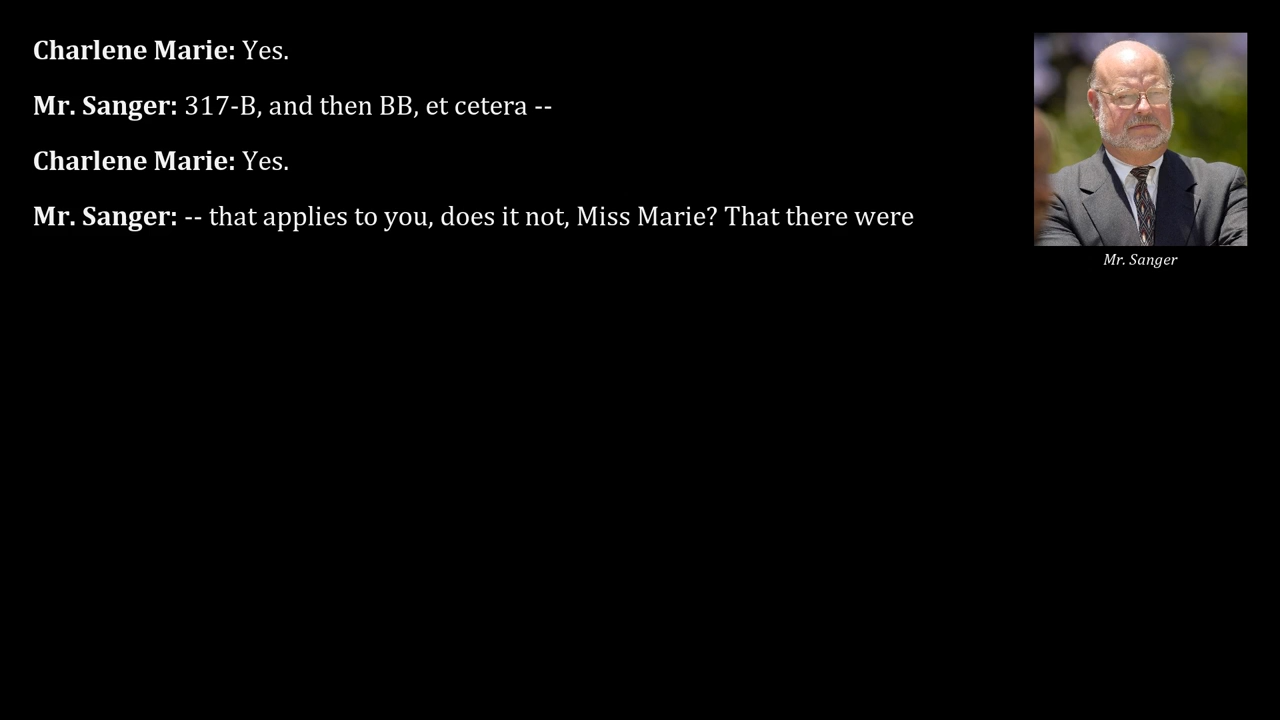 Charlene Marie: Yes.
Mr. Sanger: 317-B, and then BB, et cetera --
Charlene Marie: Yes.
Mr. Sanger: -- that applies to you, does it not, Miss Marie? That there were
Mr. Sanger